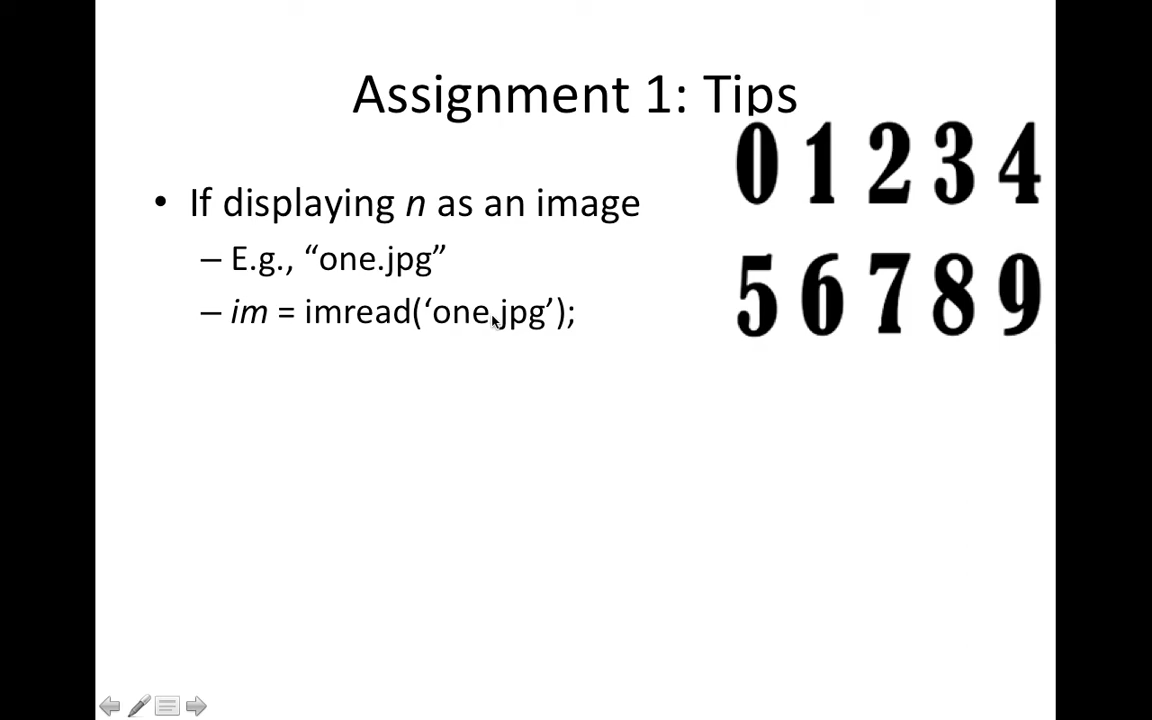 Assignment 1: Tips
0 1 2 3 4
• If displaying n as an image
– E.g., “one.jpg”
5 6 7 8 9
– im = imread(‘one.jpg’);